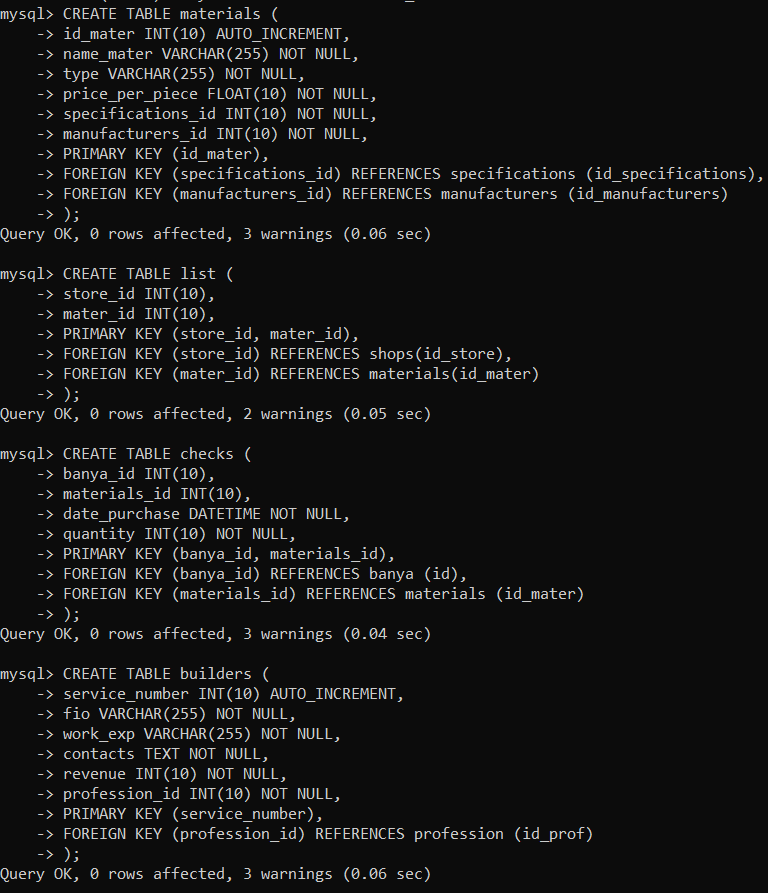 mysql> CREATE TABLE materials (
    -> id_mater INT(10) AUTO_INCREMENT,
    -> name_mater VARCHAR(255) NOT NULL,
    -> type VARCHAR(255) NOT NULL,
    -> price_per_piece FLOAT(10) NOT NULL,
    -> specifications_id INT(10) NOT NULL,
    -> manufacturers_id INT(10) NOT NULL,
    -> PRIMARY KEY (id_mater),
    -> FOREIGN KEY (specifications_id) REFERENCES specifications (id_specifications),
    -> FOREIGN KEY (manufacturers_id) REFERENCES manufacturers (id_manufacturers)
    -> );
Query OK, 0 rows affected, 3 warnings (0.06 sec)

mysql> CREATE TABLE list (
    -> store_id INT(10),
    -> mater_id INT(10),
    -> PRIMARY KEY (store_id, mater_id),
    -> FOREIGN KEY (store_id) REFERENCES shops(id_store),
    -> FOREIGN KEY (mater_id) REFERENCES materials(id_mater)
    -> );
Query OK, 0 rows affected, 2 warnings (0.05 sec)

mysql> CREATE TABLE checks (
    -> banya_id INT(10),
    -> materials_id INT(10),
    -> date_purchase DATETIME NOT NULL,
    -> quantity INT(10) NOT NULL,
    -> PRIMARY KEY (banya_id, materials_id),
    -> FOREIGN KEY (banya_id) REFERENCES banya (id),
    -> FOREIGN KEY (materials_id) REFERENCES materials (id_mater)
    -> );
Query OK, 0 rows affected, 3 warnings (0.04 sec)

mysql> CREATE TABLE builders (
    -> service_number INT(10) AUTO_INCREMENT,
    -> fio VARCHAR(255) NOT NULL,
    -> work_exp VARCHAR(255) NOT NULL,
    -> contacts TEXT NOT NULL,
    -> revenue INT(10) NOT NULL,
    -> profession_id INT(10) NOT NULL,
    -> PRIMARY KEY (service_number),
    -> FOREIGN KEY (profession_id) REFERENCES profession (id_prof)
    -> );
Query OK, 0 rows affected, 3 warnings (0.06 sec)